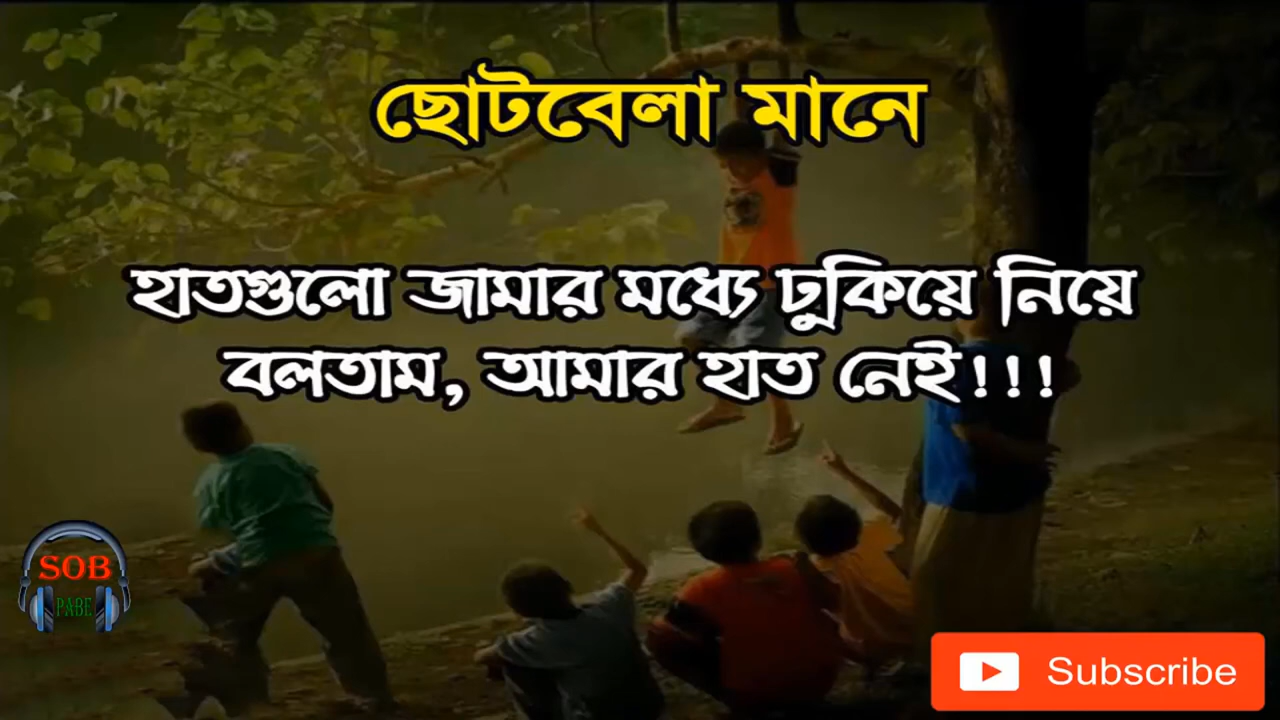 ছোটবেলা মানে
হাতগুলো জামার মধ্যে ঢুকিয়ে নিয়ে
বলতাম, আমার হাত নেই!!!
SOB
PABE
Subscribe